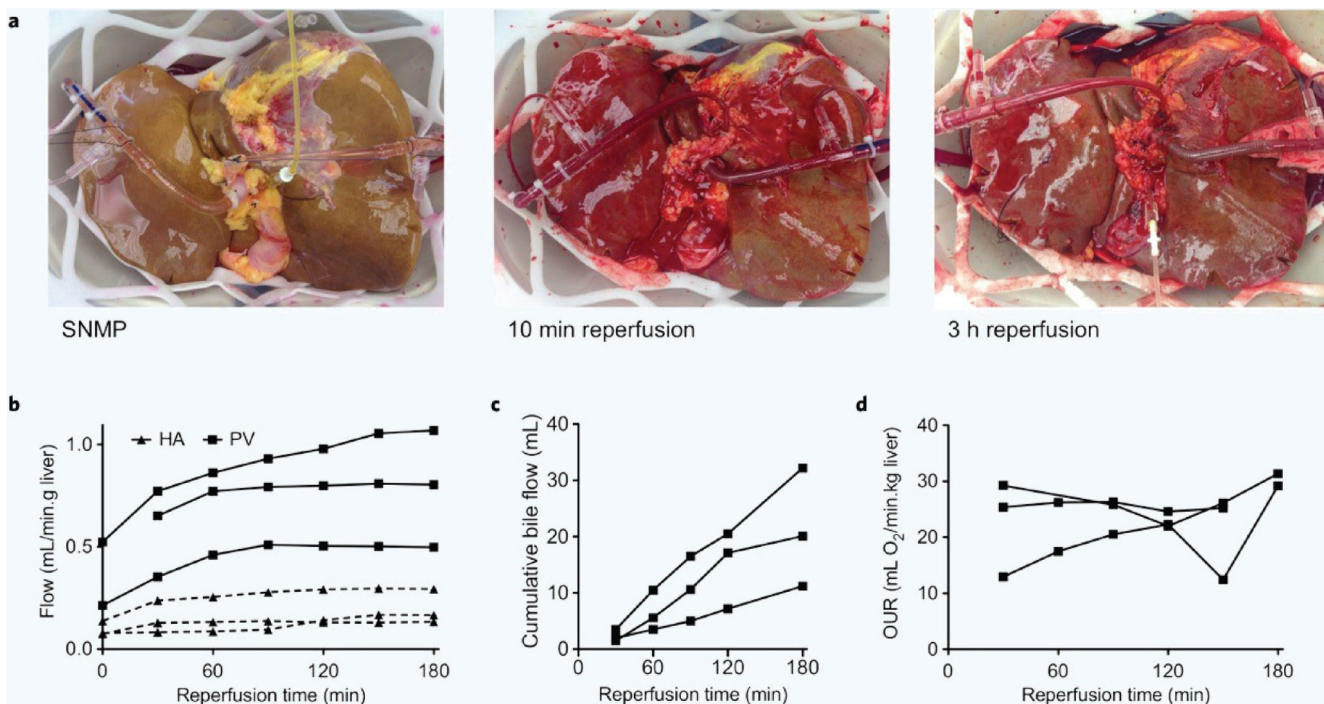 a
SNMP
10 min reperfusion
3 h reperfusion
b
HA PV
Flow (mL/min.g liver)
1.0
0.5
0.0
0 60 120 180
Reperfusion time (min)
c
Cumulative bile flow (mL)
40
30
20
10
0
0 60 120 180
Reperfusion time (min)
d
OUR (mL O₂/min.kg liver)
40
30
20
10
0
0 60 120 180
Reperfusion time (min)